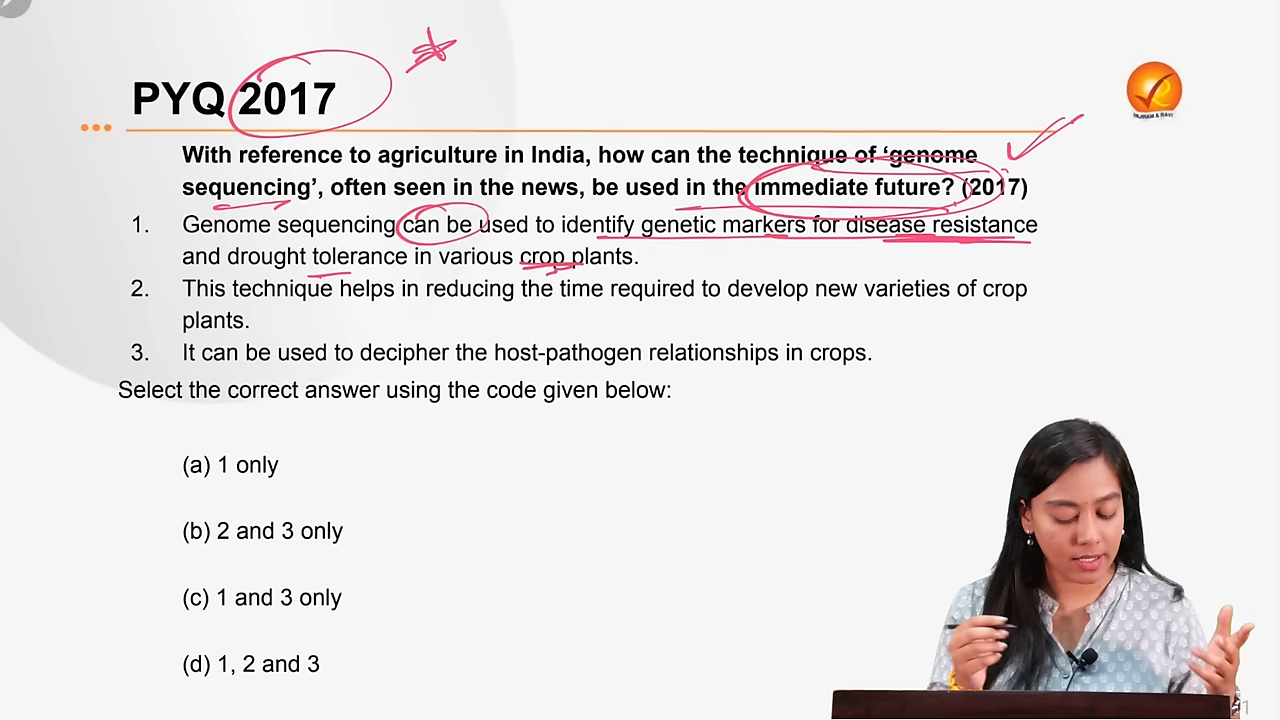 PYQ 2017
With reference to agriculture in India, how can the technique of ‘genome
sequencing’, often seen in the news, be used in the immediate future? (2017)
1. Genome sequencing can be used to identify genetic markers for disease resistance
and drought tolerance in various crop plants.
2. This technique helps in reducing the time required to develop new varieties of crop
plants.
3. It can be used to decipher the host-pathogen relationships in crops.
Select the correct answer using the code given below:
(a) 1 only
(b) 2 and 3 only
(c) 1 and 3 only
(d) 1, 2 and 3